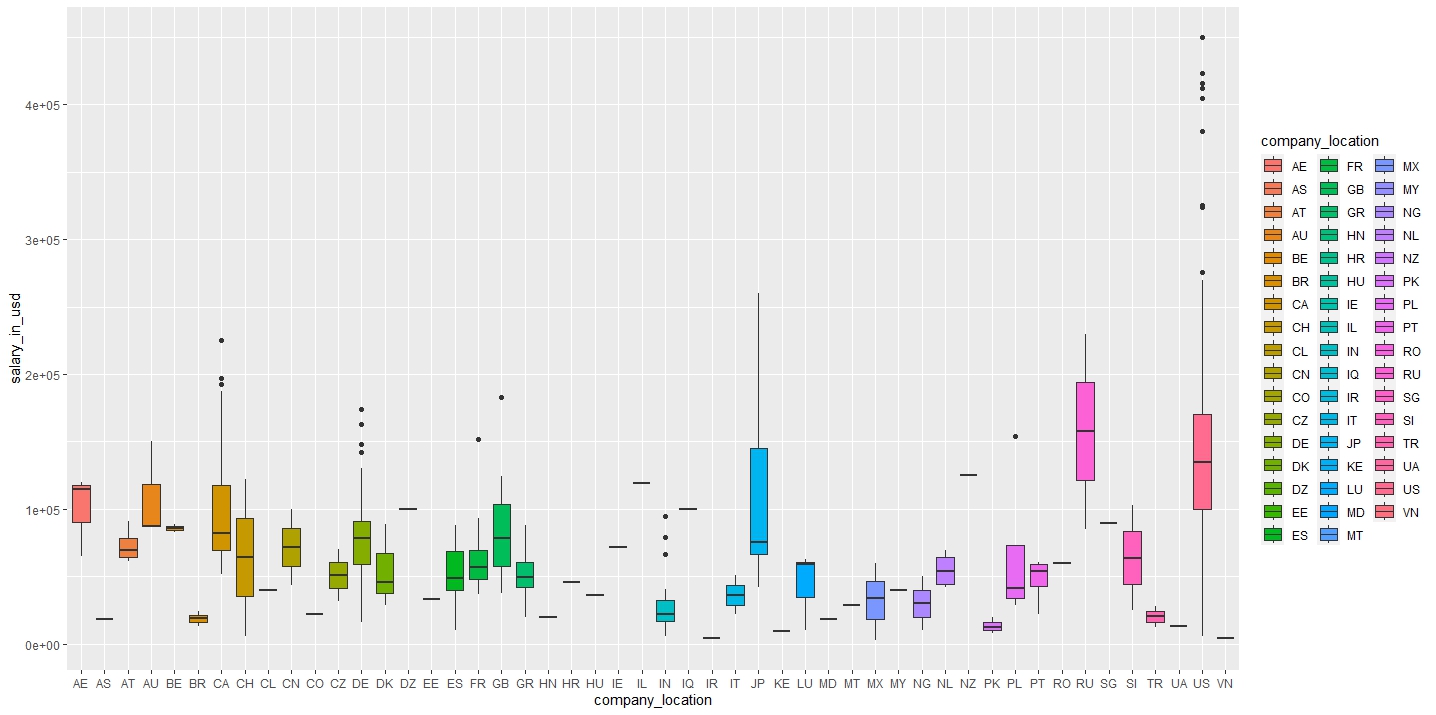 salary_in_usd
4e+05
3e+05
2e+05
1e+05
0e+00
AE AS AT AU BE BR CA CH CL CN CO CZ DE DK DZ EE ES FR GB GR HN HR HU IE IL IN IQ IR IT JP KE LU MD MT MX MY NG NL NZ PK PL PT RO RU SG SI TR UA US VN
company_location
company_location
AE FR MX
AS GB MY
AT GR NG
AU HN NL
BE HR NZ
BR HU PK
CA IE PL
CH IL PT
CL IN RO
CN IQ RU
CO IR SG
CZ IT SI
DE JP TR
DK KE UA
DZ LU US
EE MD VN
ES MT